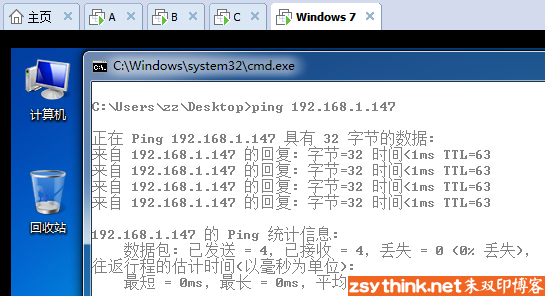 主页 A B C Windows 7
计算机
回收站
C:\Windows\system32\cmd.exe
C:\Users\zz\Desktop>ping 192.168.1.147
正在 Ping 192.168.1.147 具有 32 字节的数据:
来自 192.168.1.147 的回复: 字节=32 时间<1ms TTL=63
来自 192.168.1.147 的回复: 字节=32 时间<1ms TTL=63
来自 192.168.1.147 的回复: 字节=32 时间<1ms TTL=63
来自 192.168.1.147 的回复: 字节=32 时间<1ms TTL=63
192.168.1.147 的 Ping 统计信息:
数据包: 已发送 = 4，已接收 = 4，丢失 = 0 (0% 丢失)，
往返行程的估计时间(以毫秒为单位):
最短 = 0ms，最长 = 0ms，平均
zsythink.net朱双印博客